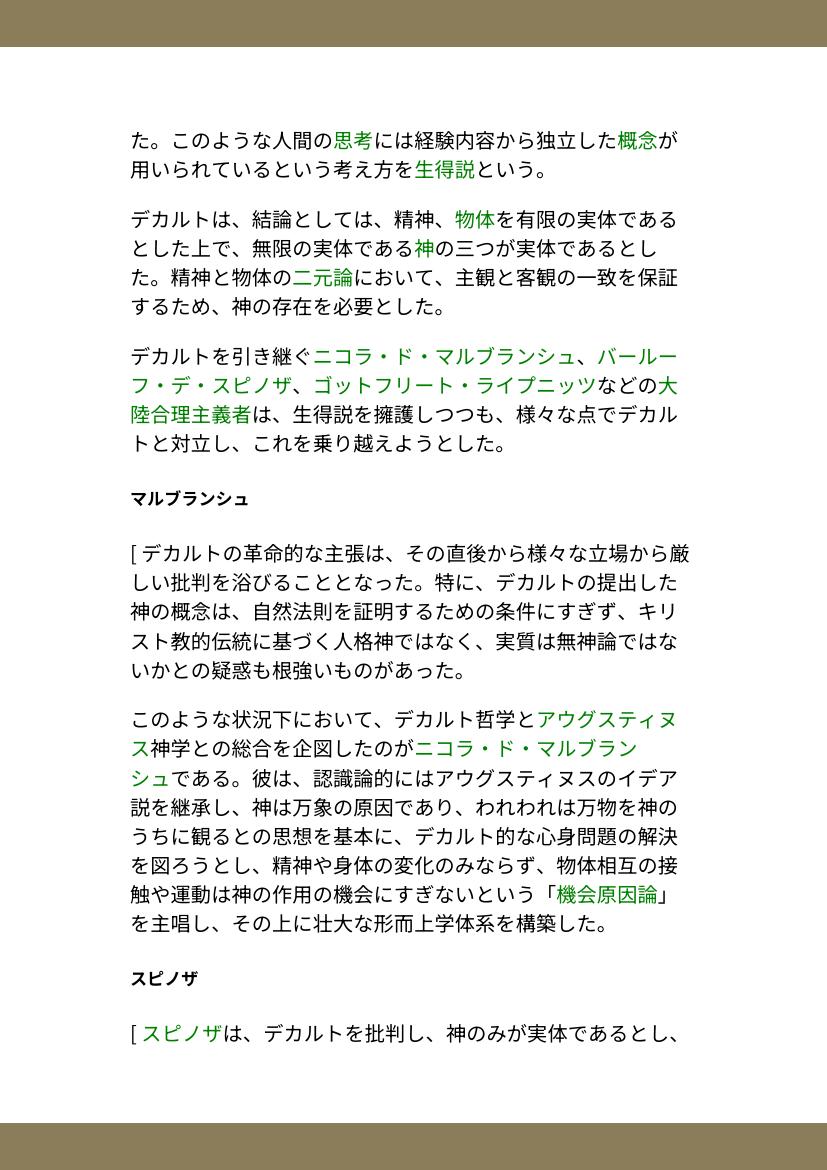 た。このような人間の思考には経験内容から独立した概念が
用いられているという考え方を生得説という。
デカルトは、結論としては、精神、物体を有限の実体である
とした上で、無限の実体である神の三つが実体であるとし
た。精神と物体の二元論において、主観と客観の一致を保証
するため、神の存在を必要とした。
デカルトを引き継ぐニコラ・ド・マルブランシュ、バールー
フ・デ・スピノザ、ゴットフリート・ライプニッツなどの大
陸合理主義者は、生得説を擁護しつつも、様々な点でデカル
トと対立し、これを乗り越えようとした。
マルブランシュ
[ デカルトの革命的な主張は、その直後から様々な立場から厳
しい批判を浴びることとなった。特に、デカルトの提出した
神の概念は、自然法則を証明するための条件にすぎず、キリ
スト教的伝統に基づく人格神ではなく、実質は無神論ではな
いかとの疑惑も根強いものがあった。
このような状況下において、デカルト哲学とアウグスティヌ
ス神学との総合を企図したのがニコラ・ド・マルブラン
シュである。彼は、認識論的にはアウグスティヌスのイデア
説を継承し、神は万象の原因であり、われわれは万物を神の
うちに観るとの思想を基本に、デカルト的な心身問題の解決
を図ろうとし、精神や身体の変化のみならず、物体相互の接
触や運動は神の作用の機会にすぎないという「機会原因論」
を主唱し、その上に壮大な形而上学体系を構築した。
スピノザ
[ スピノザは、デカルトを批判し、神のみが実体であるとし、